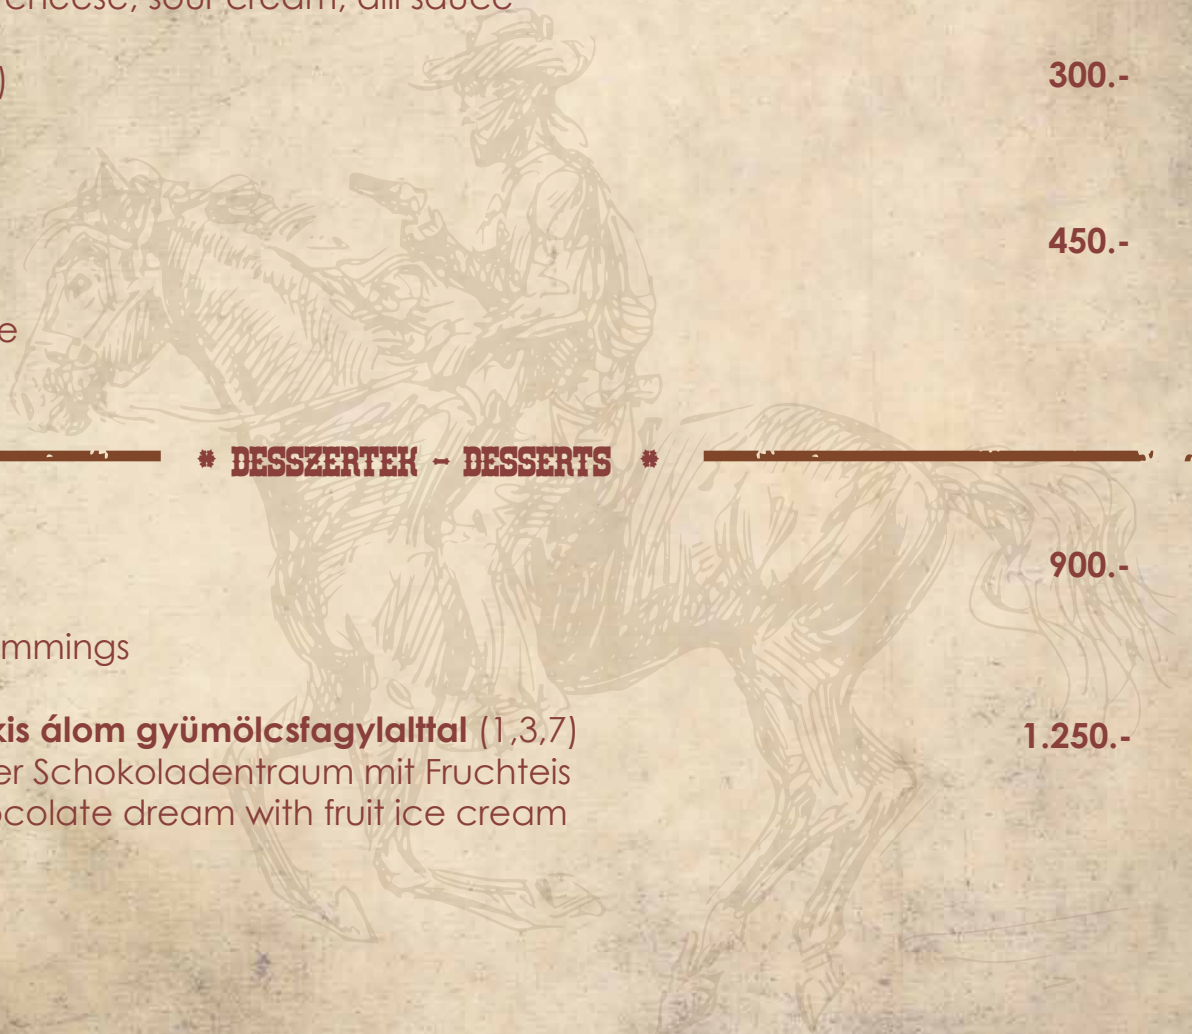 cheese, sour cream, dill sauce
)
300.-
450.-
e
* DESSZERTEK - DESSERTS *
900.-
mmings
kis álom gyümölcsfagylalttal (1,3,7)
1.250.-
er Schokoladentraum mit Fruchteis
ocolate dream with fruit ice cream